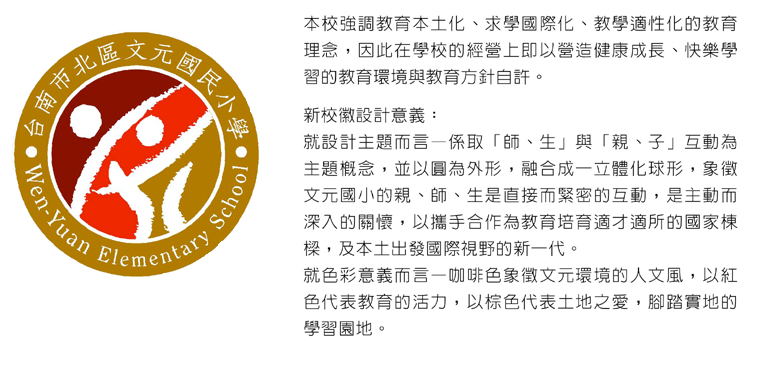 台南市北區文元國民小學
Wen-Yuan Elementary School
本校強調教育本土化、求學國際化、教學適性化的教育
理念，因此在學校的經營上即以營造健康成長、快樂學
習的教育環境與教育方針自許。
新校徽設計意義：
就設計主題而言—係取「師、生」與「親、子」互動為
主題概念，並以圓為外形，融合成一立體化球形，象徵
文元國小的親、師、生是直接而緊密的互動，是主動而
深入的關懷，以攜手合作為教育培育適才適所的國家棟
樑，及本土出發國際視野的新一代。
就色彩意義而言—咖啡色象徵文元環境的人文風，以紅
色代表教育的活力，以棕色代表土地之愛，腳踏實地的
學習園地。